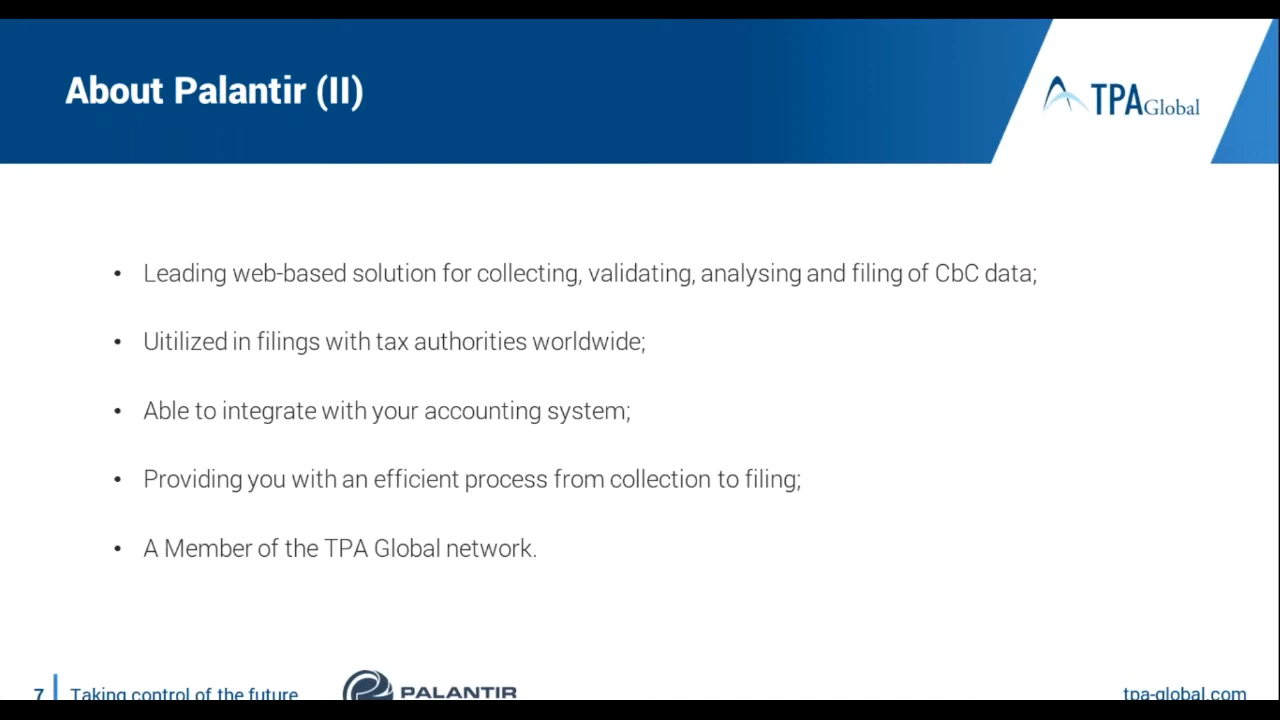 About Palantir (II)
TPA Global
• Leading web-based solution for collecting, validating, analysing and filing of CbC data;
• Uitilized in filings with tax authorities worldwide;
• Able to integrate with your accounting system;
• Providing you with an efficient process from collection to filing;
• A Member of the TPA Global network.
7 Taking control of the future PALANTIR tpa-global.com